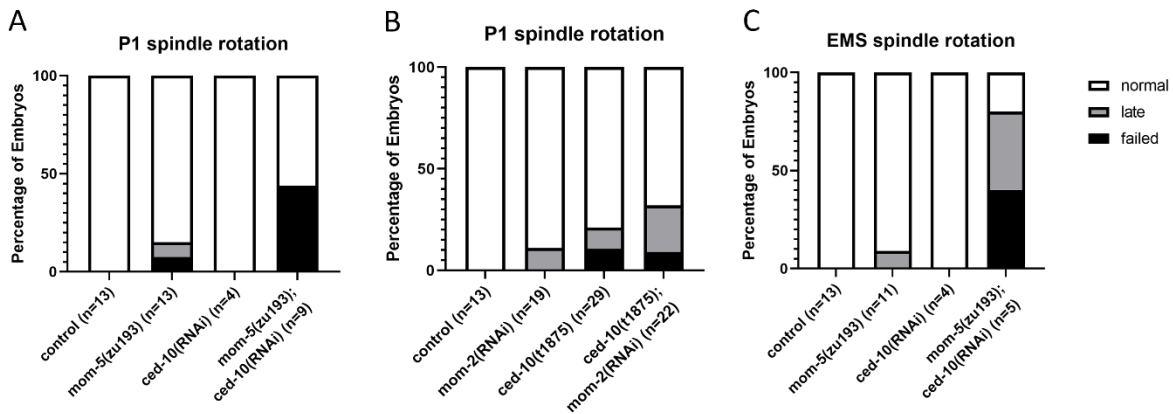 A
P1 spindle rotation
Percentage of Embryos
100
50
0
control (n=13)
mom-5(zu193) (n=13)
ced-10(RNAi) (n=4)
mom-5(zu193);
ced-10(RNAi) (n=9)
B
P1 spindle rotation
Percentage of Embryos
100
50
0
control (n=13)
mom-2(RNAi) (n=19)
ced-10(t1875) (n=29)
ced-10(t1875);
mom-2(RNAi) (n=22)
C
EMS spindle rotation
Percentage of Embryos
100
50
0
control (n=13)
mom-5(zu193) (n=11)
ced-10(RNAi) (n=4)
mom-5(zu193);
ced-10(RNAi) (n=5)
normal
late
failed